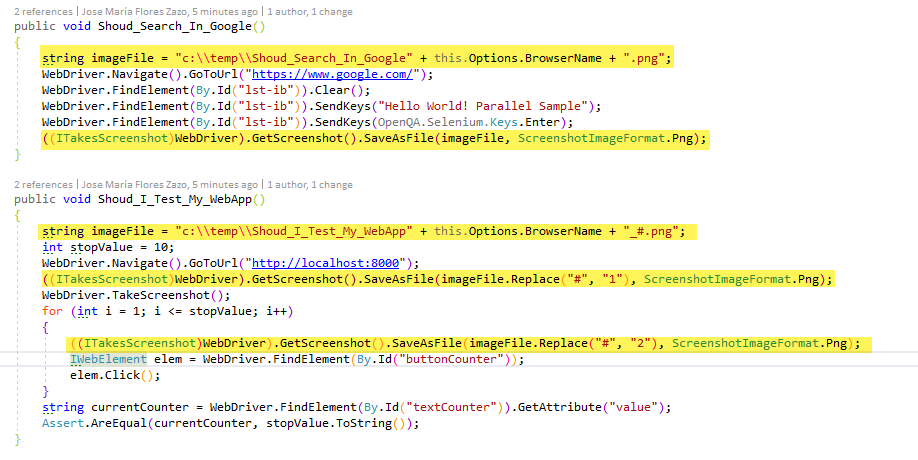 2 references | Jose María Flores Zazo, 5 minutes ago | 1 author, 1 change
public void Shoud_Search_In_Google()
{
string imageFile = "c:\\temp\\Shoud_Search_In_Google" + this.Options.BrowserName + ".png";
WebDriver.Navigate().GoToUrl("https://www.google.com/");
WebDriver.FindElement(By.Id("lst-ib")).Clear();
WebDriver.FindElement(By.Id("lst-ib")).SendKeys("Hello World! Parallel Sample");
WebDriver.FindElement(By.Id("lst-ib")).SendKeys(OpenQA.Selenium.Keys.Enter);
((ITakesScreenshot)WebDriver).GetScreenshot().SaveAsFile(imageFile, ScreenshotImageFormat.Png);
}
2 references | Jose María Flores Zazo, 5 minutes ago | 1 author, 1 change
public void Shoud_I_Test_My_WebApp()
{
string imageFile = "c:\\temp\\Shoud_I_Test_My_WebApp" + this.Options.BrowserName + "_#.png";
int stopValue = 10;
WebDriver.Navigate().GoToUrl("http://localhost:8000");
((ITakesScreenshot)WebDriver).GetScreenshot().SaveAsFile(imageFile.Replace("#", "1"), ScreenshotImageFormat.Png);
WebDriver.TakeScreenshot();
for (int i = 1; i <= stopValue; i++)
{
((ITakesScreenshot)WebDriver).GetScreenshot().SaveAsFile(imageFile.Replace("#", "2"), ScreenshotImageFormat.Png);
IWebElement elem = WebDriver.FindElement(By.Id("buttonCounter"));
elem.Click();
}
string currentCounter = WebDriver.FindElement(By.Id("textCounter")).GetAttribute("value");
Assert.AreEqual(currentCounter, stopValue.ToString());
}